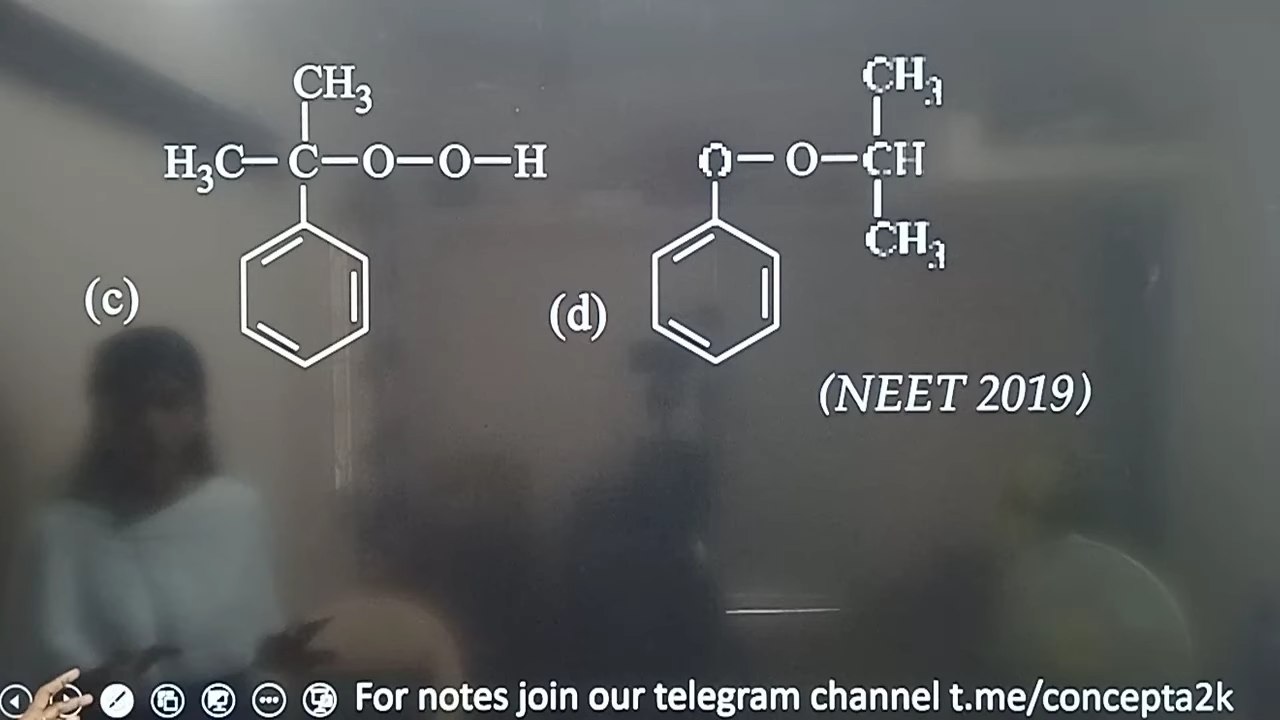 CH3
H3C—C—O—O—H
(c)
CH3
O—O—CH
CH3
(d)
(NEET 2019)
For notes join our telegram channel t.me/concepta2k